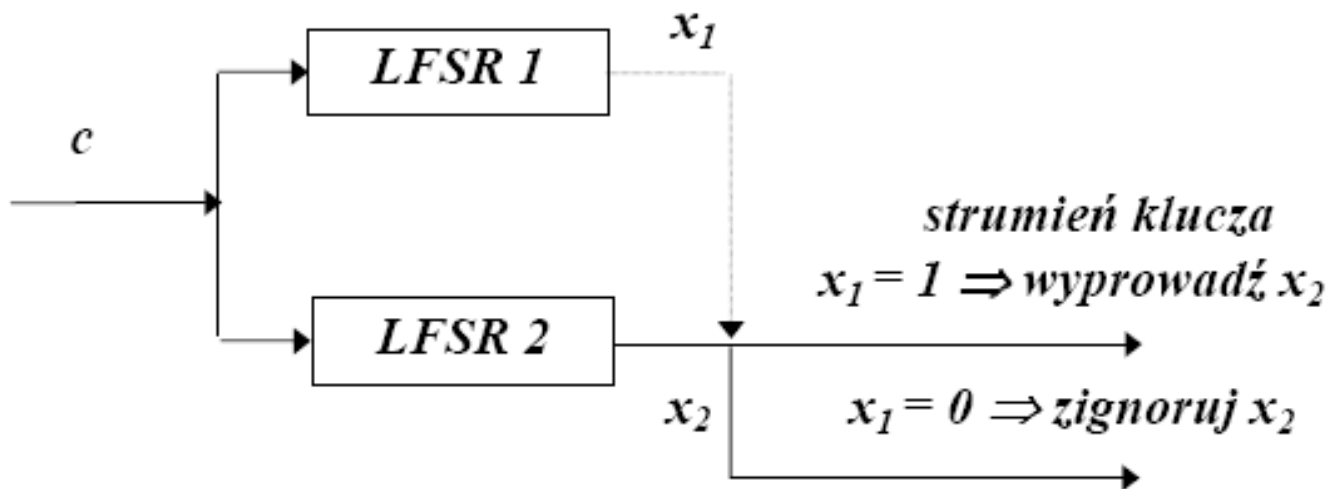 x₁
LFSR 1
c
strumień klucza
x₁ = 1 ⇒ wyprowadź x₂
LFSR 2
x₂
x₁ = 0 ⇒ zignoruj x₂